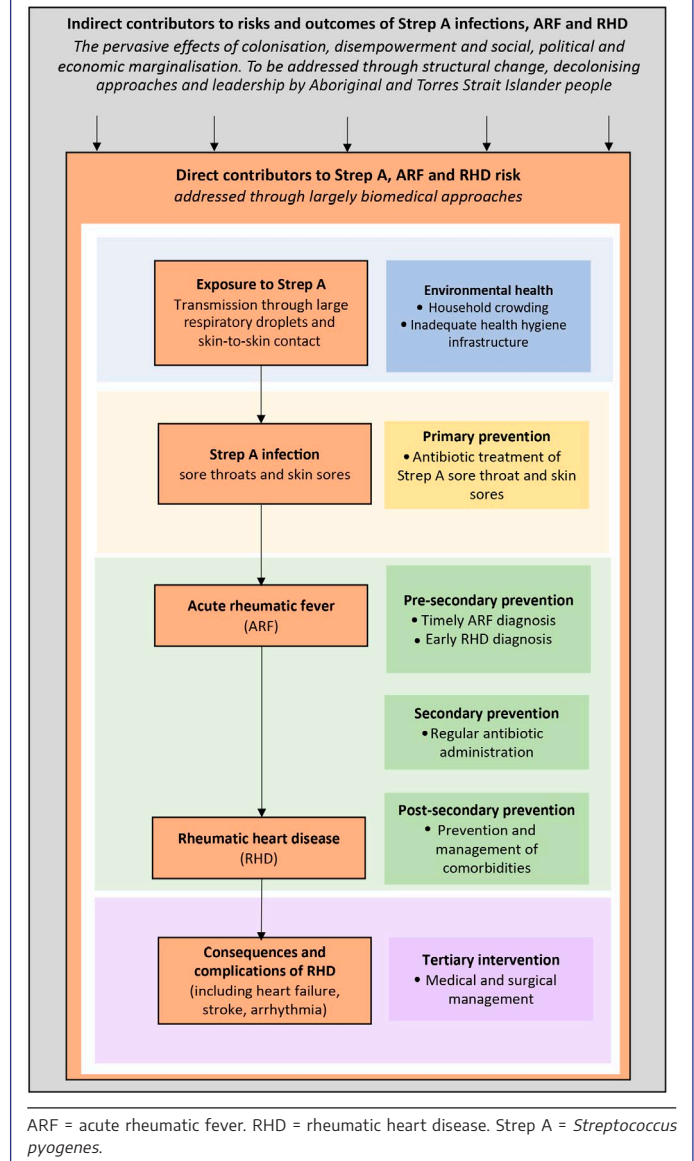 Indirect contributors to risks and outcomes of Strep A infections, ARF and RHD
The pervasive effects of colonisation, disempowerment and social, political and
economic marginalisation. To be addressed through structural change, decolonising
approaches and leadership by Aboriginal and Torres Strait Islander people
Direct contributors to Strep A, ARF and RHD risk
addressed through largely biomedical approaches
Exposure to Strep A
Transmission through large
respiratory droplets and
skin-to-skin contact
Environmental health
• Household crowding
• Inadequate health hygiene
infrastructure
Strep A infection
sore throats and skin sores
Primary prevention
• Antibiotic treatment of
Strep A sore throat and skin
sores
Acute rheumatic fever
(ARF)
Pre-secondary prevention
• Timely ARF diagnosis
• Early RHD diagnosis
Secondary prevention
• Regular antibiotic
administration
Rheumatic heart disease
(RHD)
Post-secondary prevention
• Prevention and
management of
comorbidities
Consequences and
complications of RHD
(including heart failure,
stroke, arrhythmia)
Tertiary intervention
• Medical and surgical
management
ARF = acute rheumatic fever. RHD = rheumatic heart disease. Strep A = Streptococcus
pyogenes.